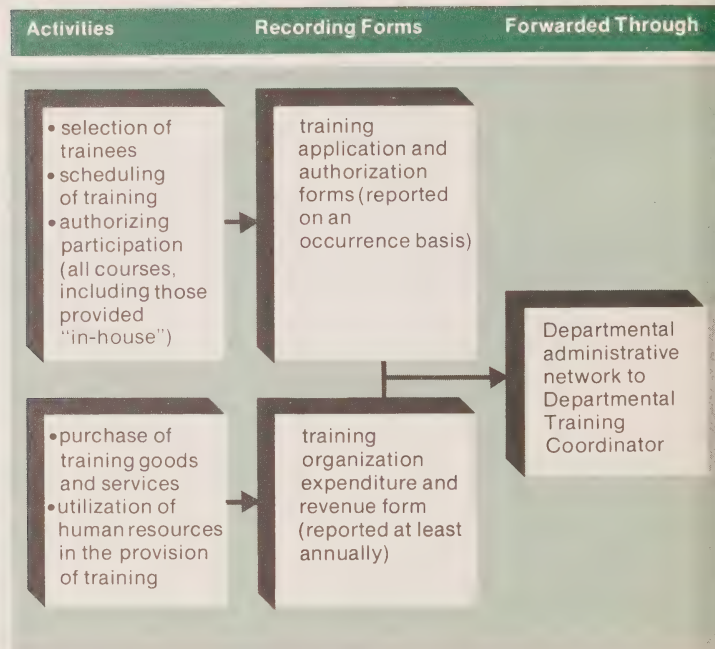 Activities
Recording Forms
Forwarded Through
• selection of
trainees
• scheduling
of training
• authorizing
participation
(all courses,
including those
provided
"in-house")
training
application and
authorization
forms (reported
on an
occurrence basis)
• purchase of
training goods
and services
• utilization of
human resources
in the provision
of training
training
organization
expenditure and
revenue form
(reported at least
annually)
Departmental
administrative
network to
Departmental
Training
Coordinator